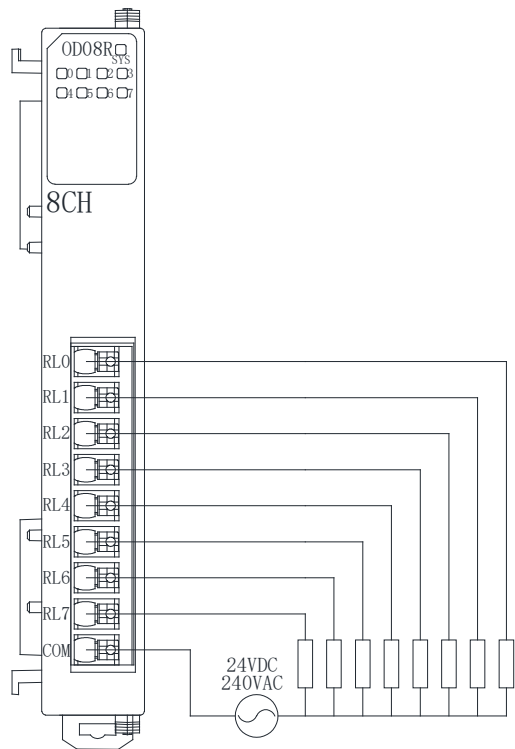 OD08R
SYS
0 1 2 3
4 5 6 7
8CH
RL0
RL1
RL2
RL3
RL4
RL5
RL6
RL7
COM
24VDC
240VAC